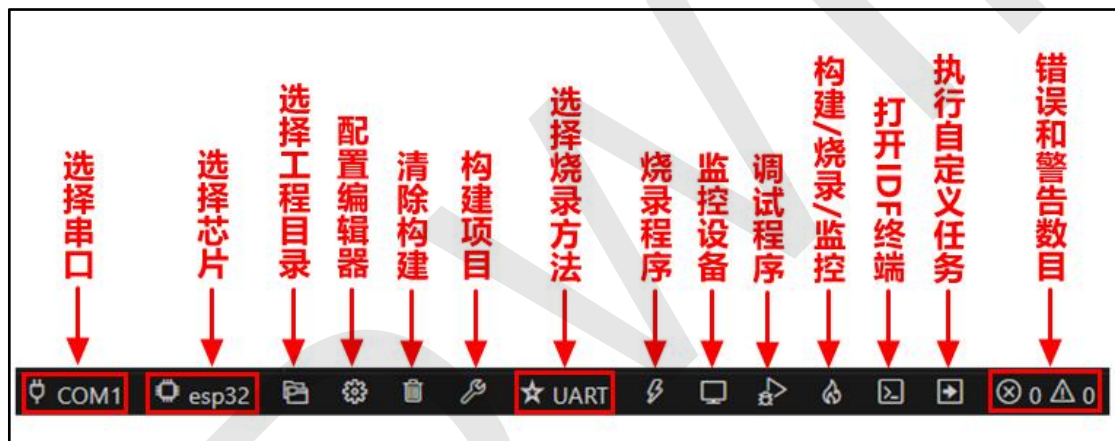 选择串口
选择芯片
选择工程目录
配置编辑器
清除构建
构建项目
选择烧录方法
烧录程序
监控设备
调试程序
构建/烧录/监控
打开IDF终端
执行自定义任务
错误和警告数目
COM1
esp32
UART
0
0